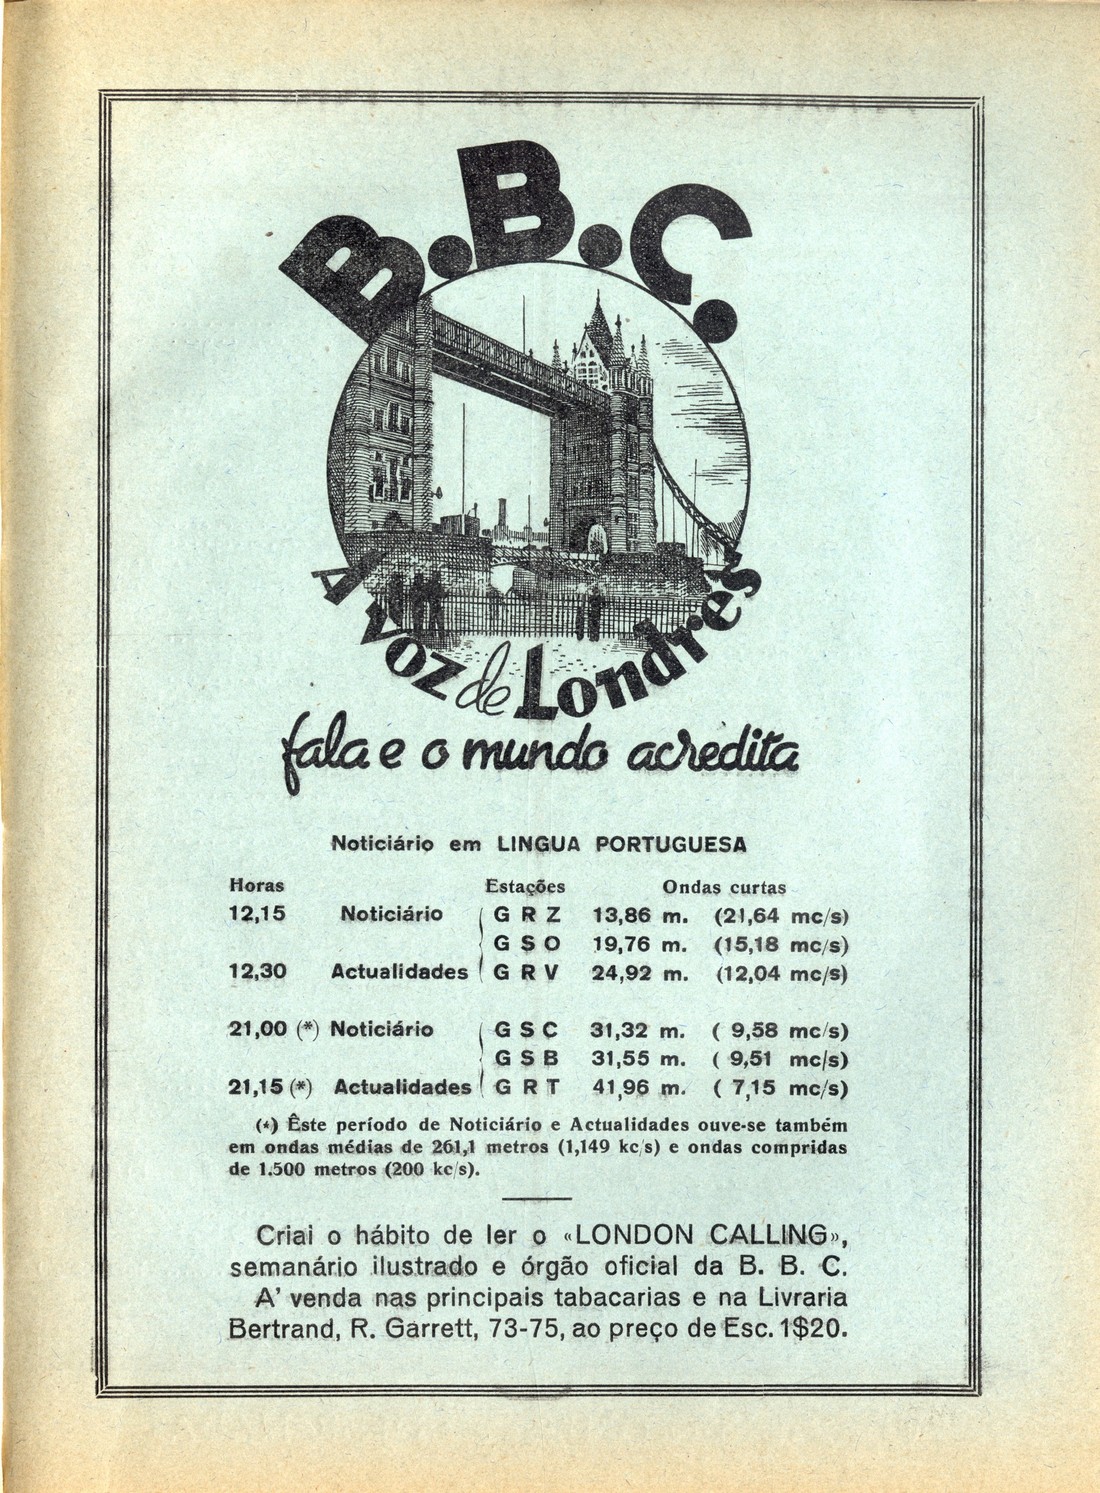 B.B.C.
A voz de Londres
fala e o mundo acredita
Noticiário em LINGUA PORTUGUESA
Horas Estações Ondas curtas
12,15 Noticiário G R Z 13,86 m. (21,64 mc/s)
G S O 19,76 m. (15,18 mc/s)
12,30 Actualidades G R V 24,92 m. (12,04 mc/s)
21,00 (*) Noticiário G S C 31,32 m. ( 9,58 mc/s)
G S B 31,55 m. ( 9,51 mc/s)
21,15 (*) Actualidades G R T 41,96 m. ( 7,15 mc/s)
(*) Êste período de Noticiário e Actualidades ouve-se também
em ondas médias de 261,1 metros (1,149 kc/s) e ondas compridas
de 1.500 metros (200 kc/s).
Criai o hábito de ler o «LONDON CALLING»,
semanário ilustrado e órgão oficial da B. B. C.
A' venda nas principais tabacarias e na Livraria
Bertrand, R. Garrett, 73-75, ao preço de Esc. 1$20.